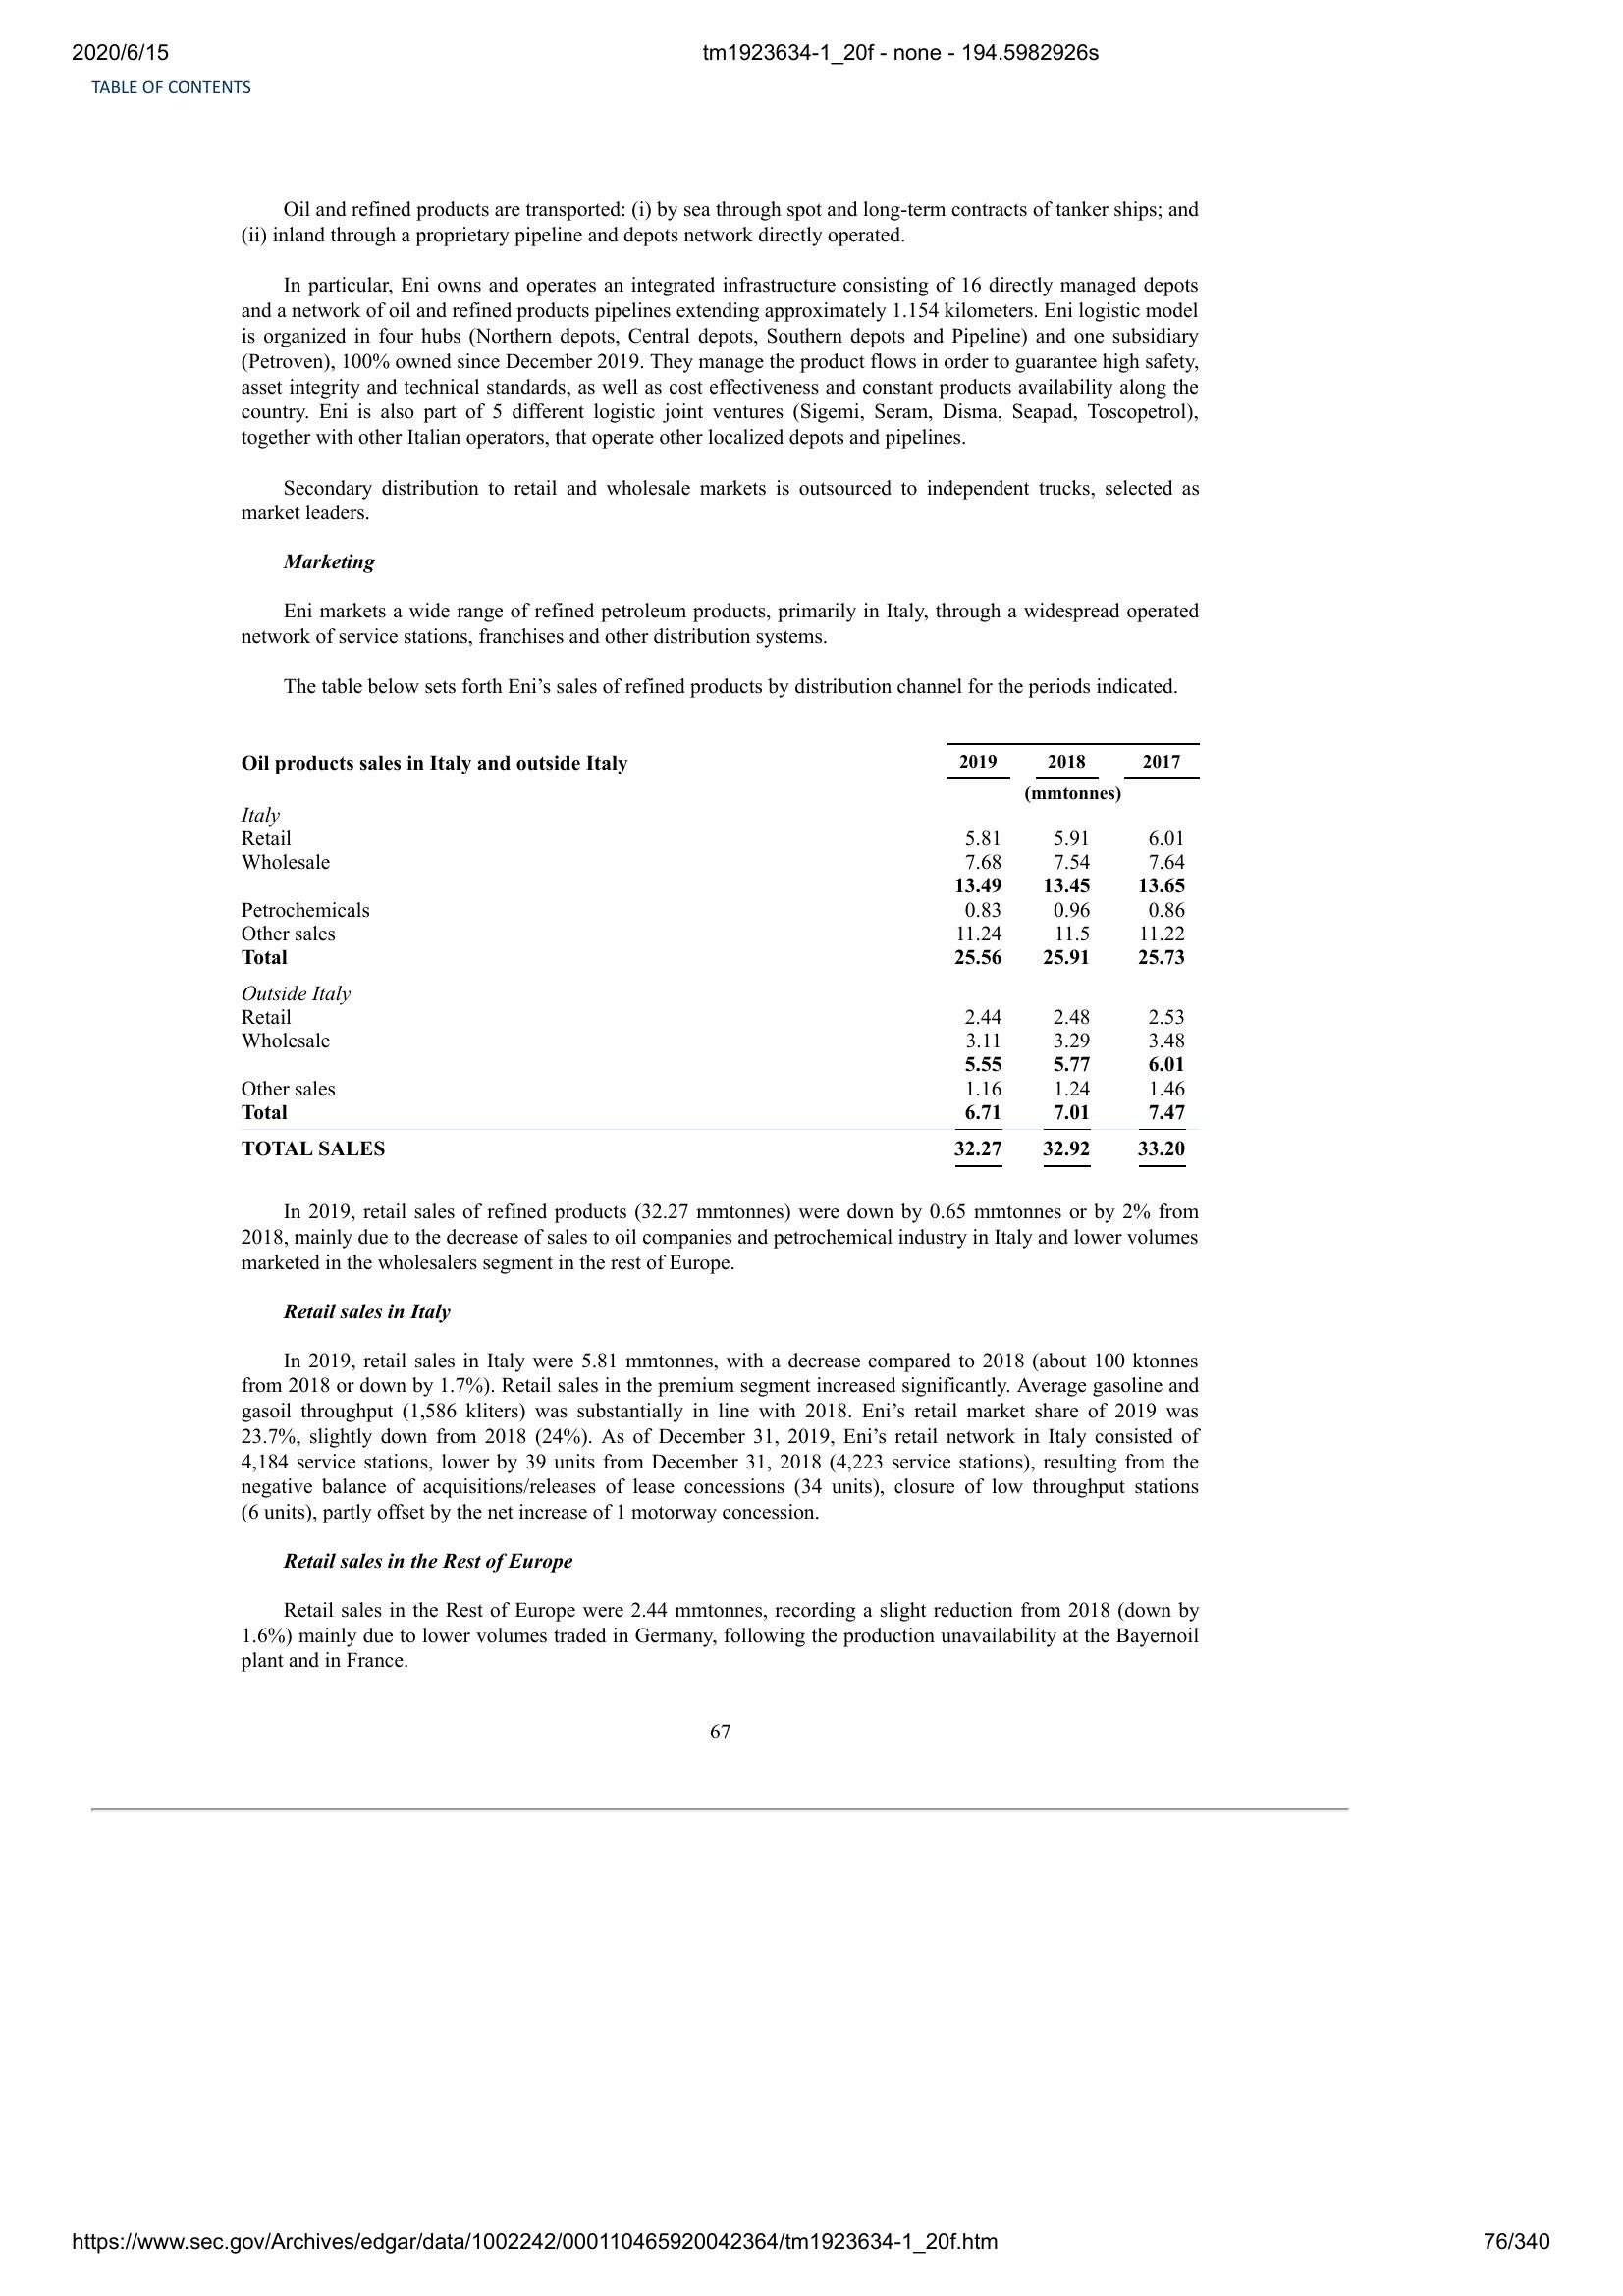 2020/6/15 tm1923634-1_20f - none - 194.5982926s
TABLE OF CONTENTS
Oil and refined products are transported: (i) by sea through spot and long-term contracts of tanker ships; and
(ii) inland through a proprietary pipeline and depots network directly operated.
In particular, Eni owns and operates an integrated infrastructure consisting of 16 directly managed depots
and a network of oil and refined products pipelines extending approximately 1.154 kilometers. Eni logistic model
is organized in four hubs (Northern depots, Central depots, Southern depots and Pipeline) and one subsidiary
(Petroven), 100% owned since December 2019. They manage the product flows in order to guarantee high safety,
asset integrity and technical standards, as well as cost effectiveness and constant products availability along the
country. Eni is also part of 5 different logistic joint ventures (Sigemi, Seram, Disma, Seapad, Toscopetrol),
together with other Italian operators, that operate other localized depots and pipelines.
Secondary distribution to retail and wholesale markets is outsourced to independent trucks, selected as
market leaders.
Marketing
Eni markets a wide range of refined petroleum products, primarily in Italy, through a widespread operated
network of service stations, franchises and other distribution systems.
The table below sets forth Eni’s sales of refined products by distribution channel for the periods indicated.
Oil products sales in Italy and outside Italy 2019 2018 2017
(mmtonnes)
Italy
Retail 5.81 5.91 6.01
Wholesale 7.68 7.54 7.64
13.49 13.45 13.65
Petrochemicals 0.83 0.96 0.86
Other sales 11.24 11.5 11.22
Total 25.56 25.91 25.73
Outside Italy
Retail 2.44 2.48 2.53
Wholesale 3.11 3.29 3.48
5.55 5.77 6.01
Other sales 1.16 1.24 1.46
Total 6.71 7.01 7.47
TOTAL SALES 32.27 32.92 33.20
In 2019, retail sales of refined products (32.27 mmtonnes) were down by 0.65 mmtonnes or by 2% from
2018, mainly due to the decrease of sales to oil companies and petrochemical industry in Italy and lower volumes
marketed in the wholesalers segment in the rest of Europe.
Retail sales in Italy
In 2019, retail sales in Italy were 5.81 mmtonnes, with a decrease compared to 2018 (about 100 ktonnes
from 2018 or down by 1.7%). Retail sales in the premium segment increased significantly. Average gasoline and
gasoil throughput (1,586 kliters) was substantially in line with 2018. Eni’s retail market share of 2019 was
23.7%, slightly down from 2018 (24%). As of December 31, 2019, Eni’s retail network in Italy consisted of
4,184 service stations, lower by 39 units from December 31, 2018 (4,223 service stations), resulting from the
negative balance of acquisitions/releases of lease concessions (34 units), closure of low throughput stations
(6 units), partly offset by the net increase of 1 motorway concession.
Retail sales in the Rest of Europe
Retail sales in the Rest of Europe were 2.44 mmtonnes, recording a slight reduction from 2018 (down by
1.6%) mainly due to lower volumes traded in Germany, following the production unavailability at the Bayernoil
plant and in France.
67
https://www.sec.gov/Archives/edgar/data/1002242/000110465920042364/tm1923634-1_20f.htm 76/340